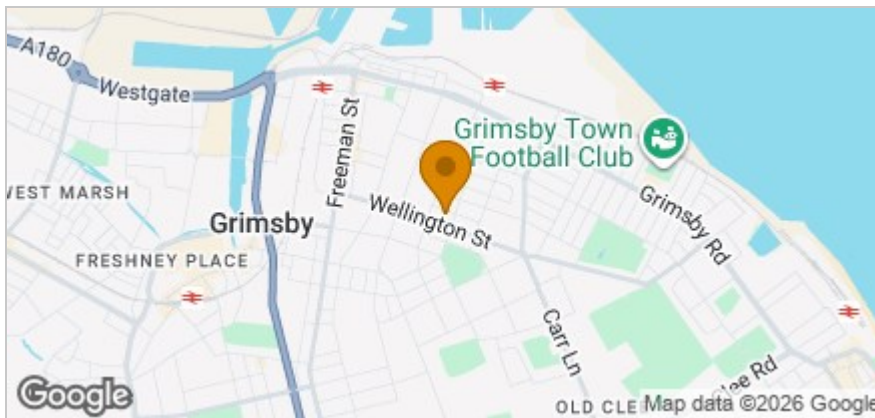 A180
Westgate
Freeman St
Grimsby Town
Football Club
WEST MARSH
Grimsby
Wellington St
Grimsby Rd
FRESHNEY PLACE
Carr Ln
OLD
Rd
Google
Map data ©2026 Google